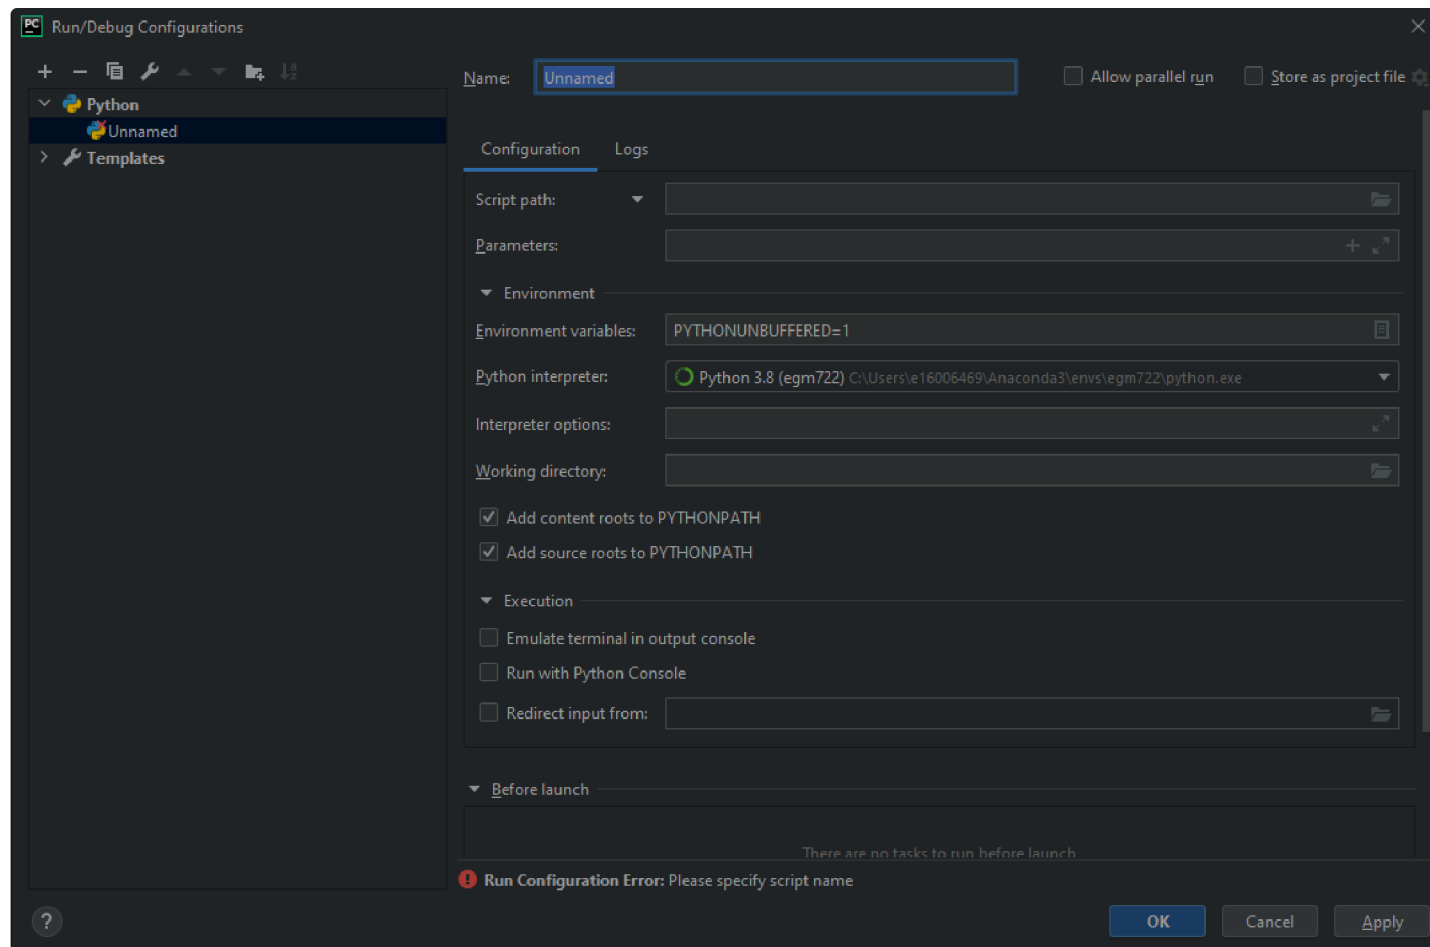 PC Run/Debug Configurations
Name: Unnamed
Allow parallel run
Store as project file
Python
Unnamed
Templates
Configuration Logs
Script path:
Parameters:
Environment
Environment variables: PYTHONUNBUFFERED=1
Python interpreter: Python 3.8 (egm722) C:\Users\e16006469\Anaconda3\envs\egm722\python.exe
Interpreter options:
Working directory:
Add content roots to PYTHONPATH
Add source roots to PYTHONPATH
Execution
Emulate terminal in output console
Run with Python Console
Redirect input from:
Before launch
There are no tasks to run before launch
Run Configuration Error: Please specify script name
? OK Cancel Apply